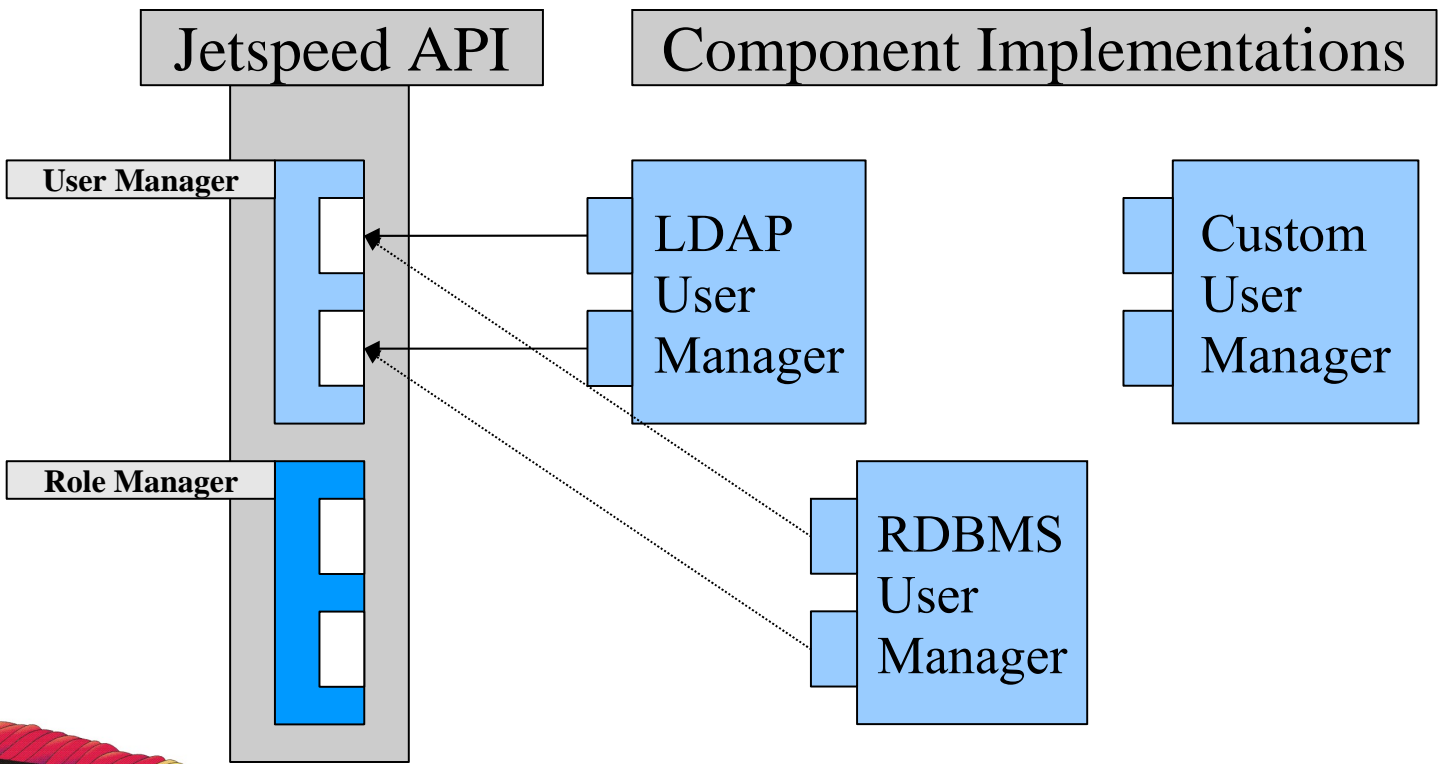 Jetspeed API
Component Implementations
User Manager
LDAP
User
Manager
Custom
User
Manager
Role Manager
RDBMS
User
Manager